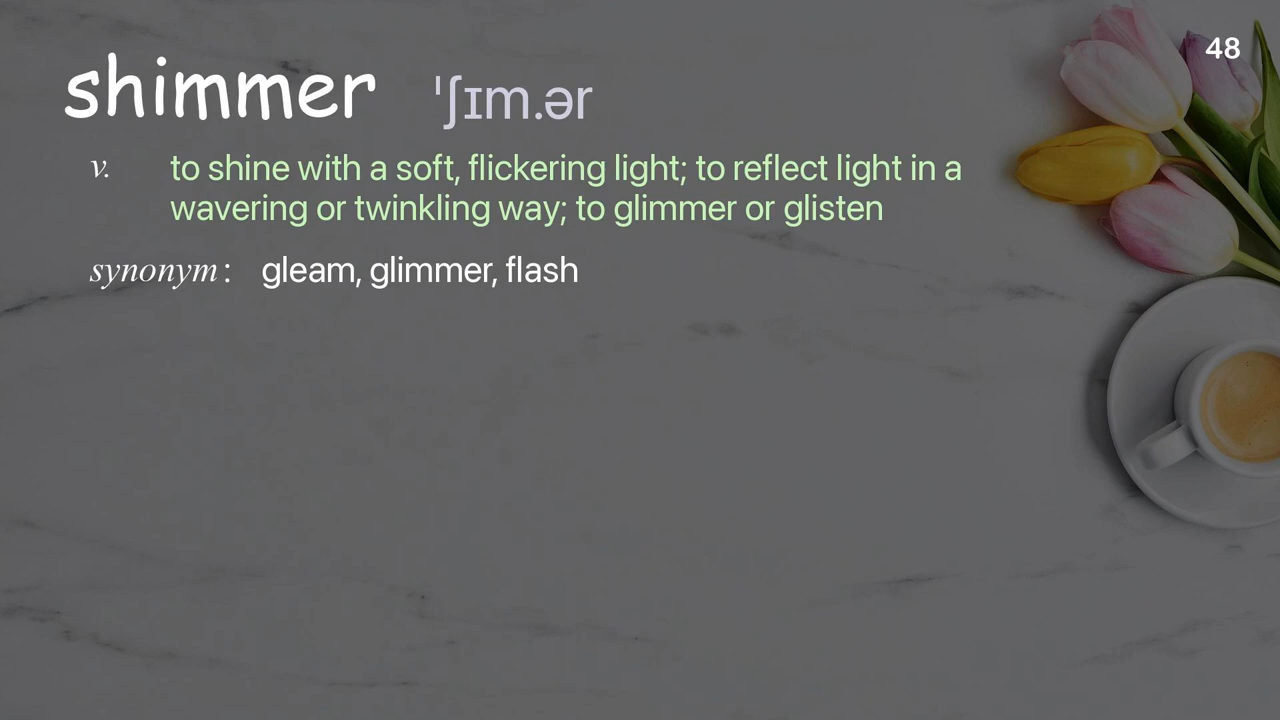 48
shimmer ˈʃɪm.ər
v. to shine with a soft, flickering light; to reflect light in a
wavering or twinkling way; to glimmer or glisten
synonym: gleam, glimmer, flash